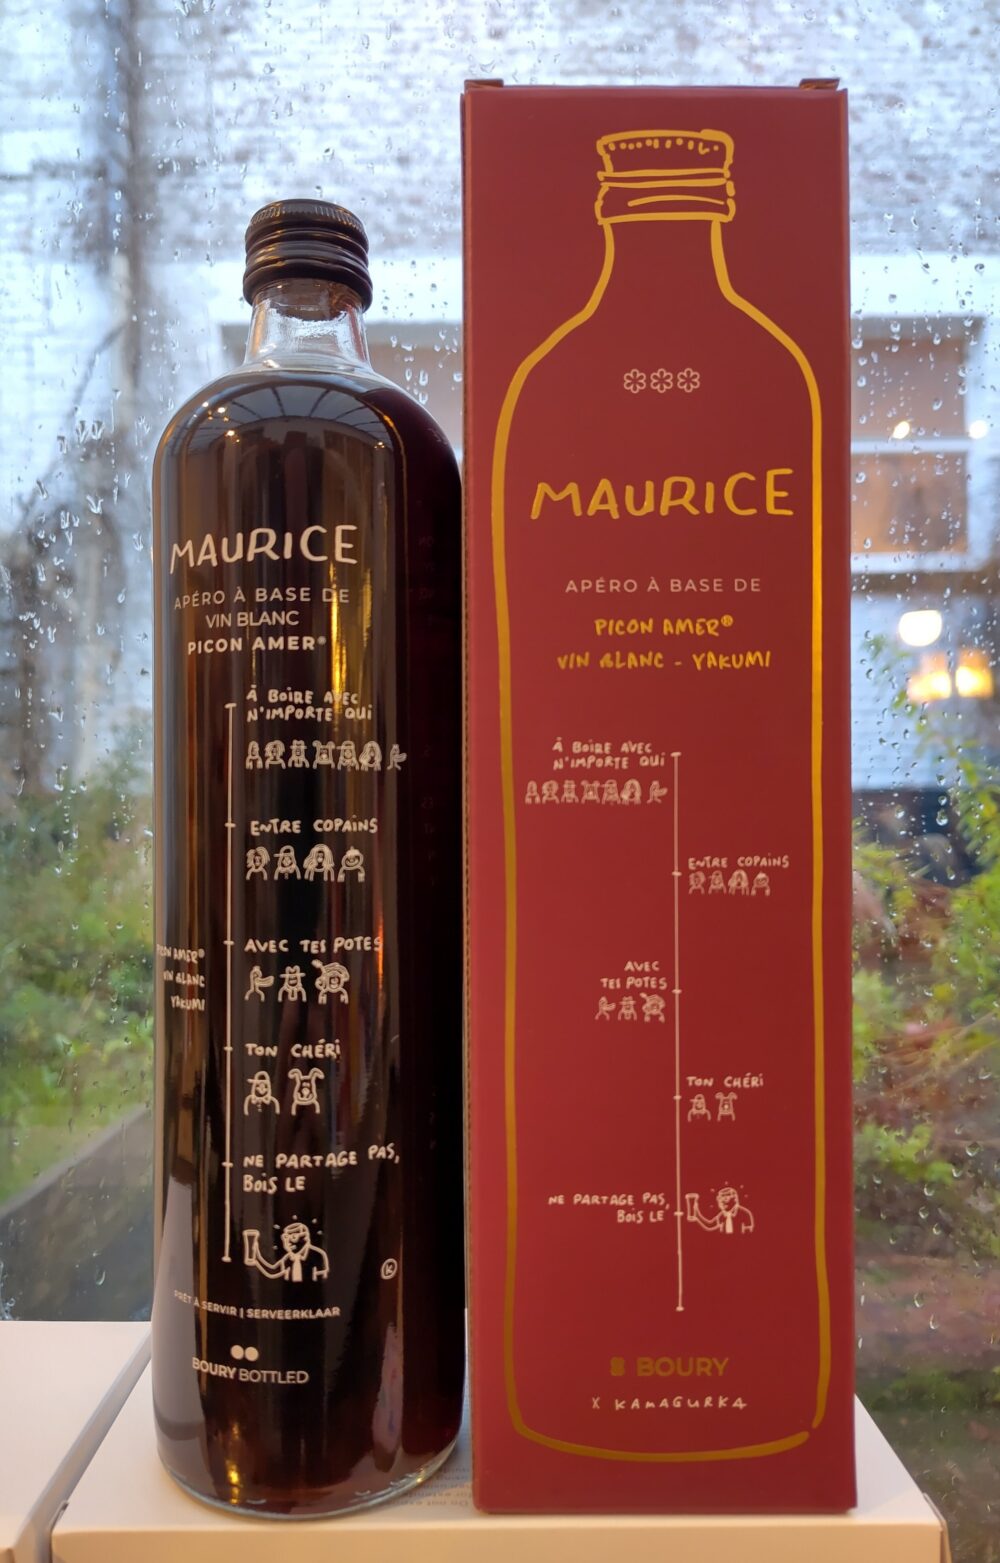 MAURICE
APÉRO À BASE DE
VIN BLANC
PICON AMER®
À BOIRE AVEC
N'IMPORTE QUI
ENTRE COPAINS
AVEC TES POTES
PICON AMER®
VIN BLANC
YAKUMI
TON CHÉRI
NE PARTAGE PAS,
BOIS LE
K
PRÊT À SERVIR | SERVEERKLAAR
BOURY BOTTLED
MAURICE
APÉRO À BASE DE
PICON AMER®
VIN BLANC - YAKUMI
À BOIRE AVEC
N'IMPORTE QUI
ENTRE COPAINS
AVEC
TES POTES
TON CHÉRI
NE PARTAGE PAS,
BOIS LE
BOURY
X KAMAGURKA